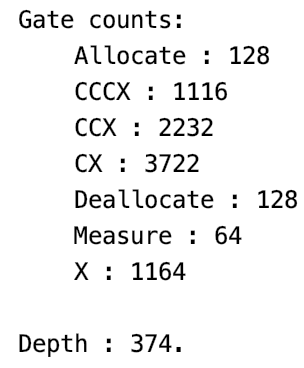 Gate counts:
    Allocate : 128
    CCCX : 1116
    CCX : 2232
    CX : 3722
    Deallocate : 128
    Measure : 64
    X : 1164

Depth : 374.